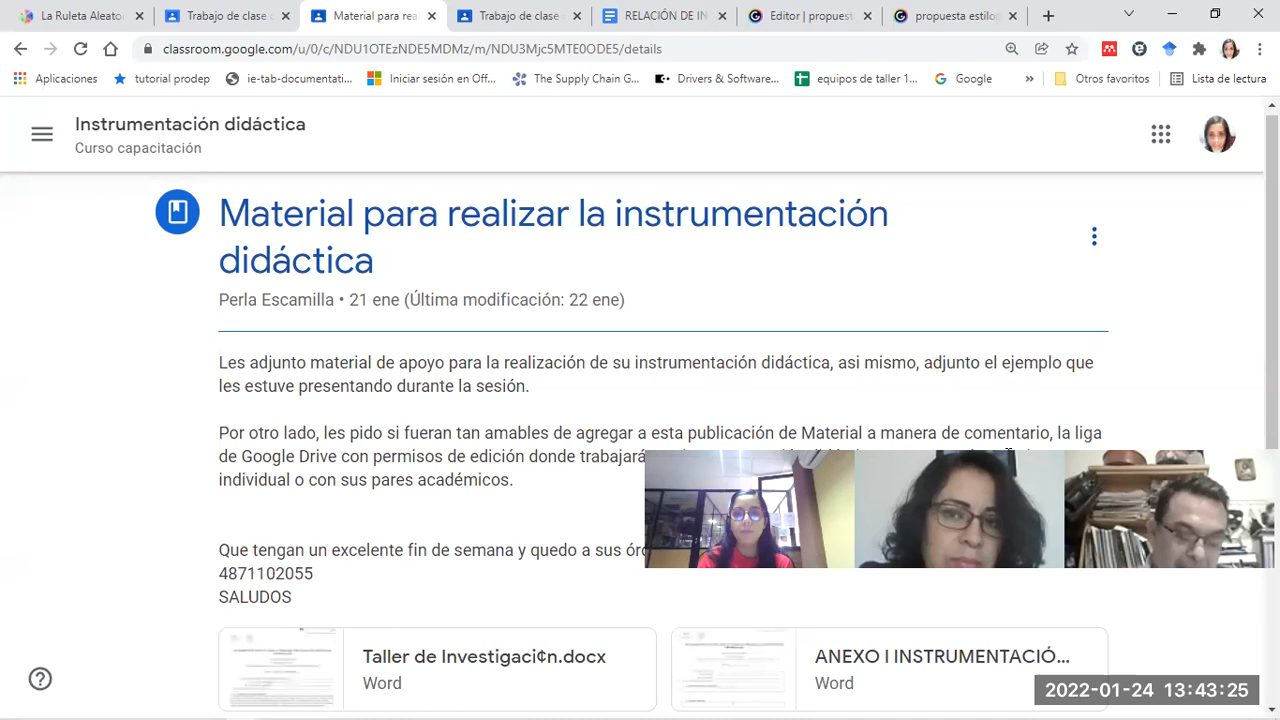 La Ruleta Aleato
Trabajo de clase
Material para rea
Trabajo de clase
RELACIÓN DE IN
Editor | propuest
propuesta estilo
classroom.google.com/u/0/c/NDU1OTEzNDE5MDMz/m/NDU3Mjc5MTE0ODE5/details
Aplicaciones
tutorial prodep
ie-tab-documentati...
Iniciar sesión en Off...
The Supply Chain G...
Drivers & Software...
equipos de taller 1...
Google
»
Otros favoritos
Lista de lectura
Instrumentación didáctica
Curso capacitación
Material para realizar la instrumentación
didáctica
Perla Escamilla • 21 ene (Última modificación: 22 ene)
Les adjunto material de apoyo para la realización de su instrumentación didáctica, asi mismo, adjunto el ejemplo que
les estuve presentando durante la sesión.
Por otro lado, les pido si fueran tan amables de agregar a esta publicación de Material a manera de comentario, la liga
de Google Drive con permisos de edición donde trabajará
individual o con sus pares académicos.
Que tengan un excelente fin de semana y quedo a sus
4871102055
SALUDOS
Taller de Investigación.docx
Word
ANEXO I INSTRUMENTACIÓ...
Word
2022-01-24 13:43:25